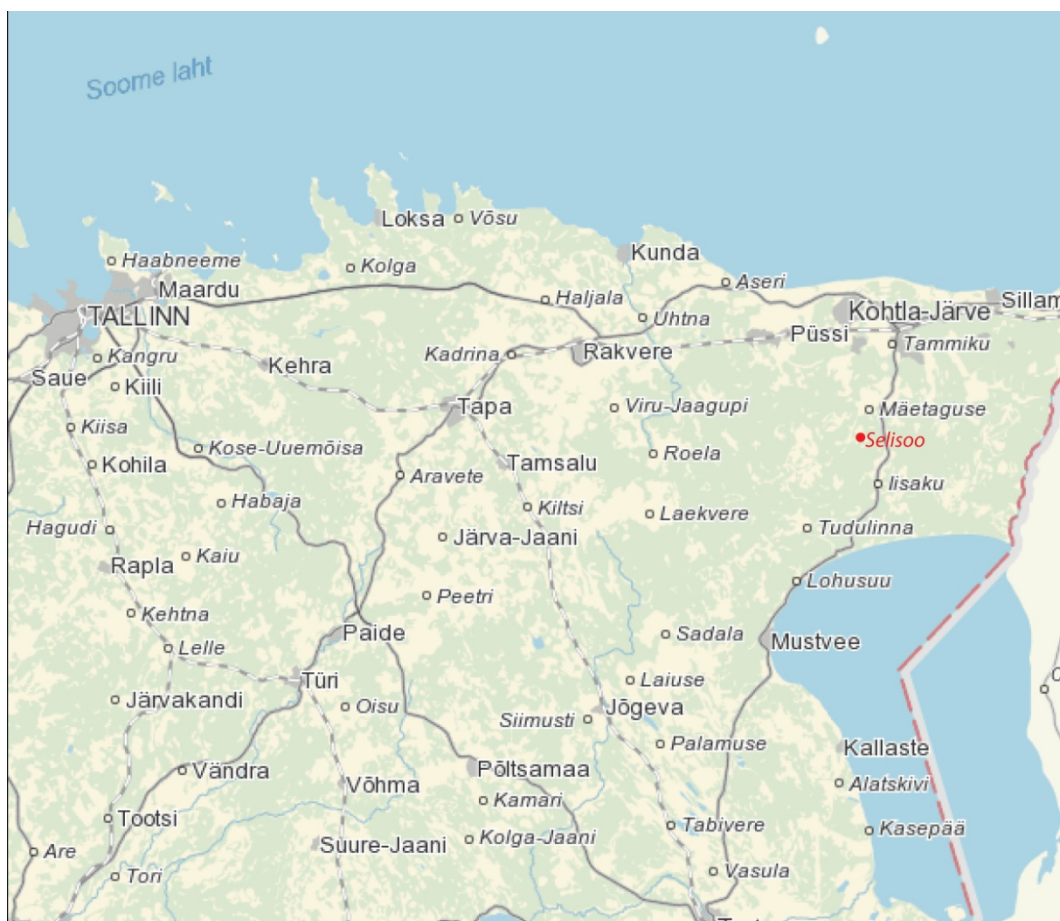 Soome laht
Loksa
Võsu
Kunda
Haabneeme
Kolga
Maardu
Haljala
Aseri
Sillam
TALLINN
Uhtna
Kohtla-Järve
Püssi
Tammiku
Kangru
Kehra
Kadrina
Rakvere
Saue
Kiili
Tapa
Viru-Jaagupi
Mäetaguse
Kiisa
Selisoo
Kose-Uuemõisa
Roela
Kohila
Tamsalu
Aravete
Iisaku
Habaja
Kiltsi
Laekvere
Hagudi
Järva-Jaani
Tudulinna
Kaiu
Rapla
Lohusuu
Peetri
Kehtna
Paide
Sadala
Mustvee
Lelle
Türi
Laiuse
Järvakandi
Oisu
Siimusti
Jõgeva
Palamuse
Kallaste
Vändra
Võhma
Põltsamaa
Alatskivi
Kamari
Tootsi
Tabivere
Kasepää
Kolga-Jaani
Suure-Jaani
Are
Tori
Vasula